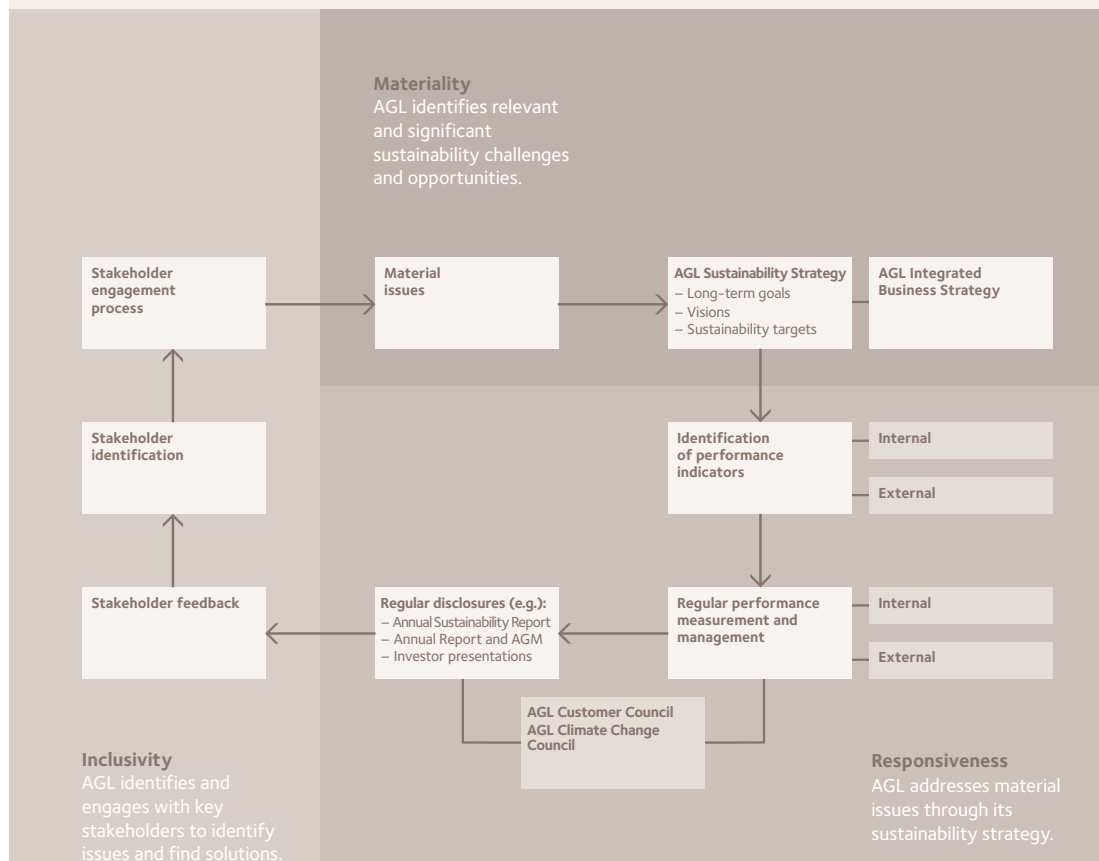 Materiality
AGL identifies relevant
and significant
sustainability challenges
and opportunities.
Stakeholder
engagement
process
Material
issues
AGL Sustainability Strategy
– Long-term goals
– Visions
– Sustainability targets
AGL Integrated
Business Strategy
Stakeholder
identification
Identification
of performance
indicators
Internal
External
Stakeholder feedback
Regular disclosures (e.g.):
– Annual Sustainability Report
– Annual Report and AGM
– Investor presentations
Regular performance
measurement and
management
Internal
External
AGL Customer Council
AGL Climate Change
Council
Inclusivity
AGL identifies and
engages with key
stakeholders to identify
issues and find solutions.
Responsiveness
AGL addresses material
issues through its
sustainability strategy.